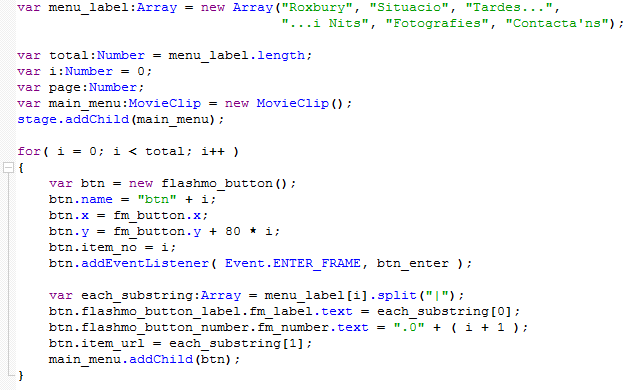 var menu_label:Array = new Array("Roxbury", "Situacio", "Tardes...",
"...i Nits", "Fotografies", "Contacta'ns");
var total:Number = menu_label.length;
var i:Number = 0;
var page:Number;
var main_menu:MovieClip = new MovieClip();
stage.addChild(main_menu);
for( i = 0; i < total; i++ )
{
var btn = new flashmo_button();
btn.name = "btn" + i;
btn.x = fm_button.x;
btn.y = fm_button.y + 80 * i;
btn.item_no = i;
btn.addEventListener( Event.ENTER_FRAME, btn_enter );
var each_substring:Array = menu_label[i].split("|");
btn.flashmo_button_label.fm_label.text = each_substring[0];
btn.flashmo_button_number.fm_number.text = ".0" + ( i + 1 );
btn.item_url = each_substring[1];
main_menu.addChild(btn);
}